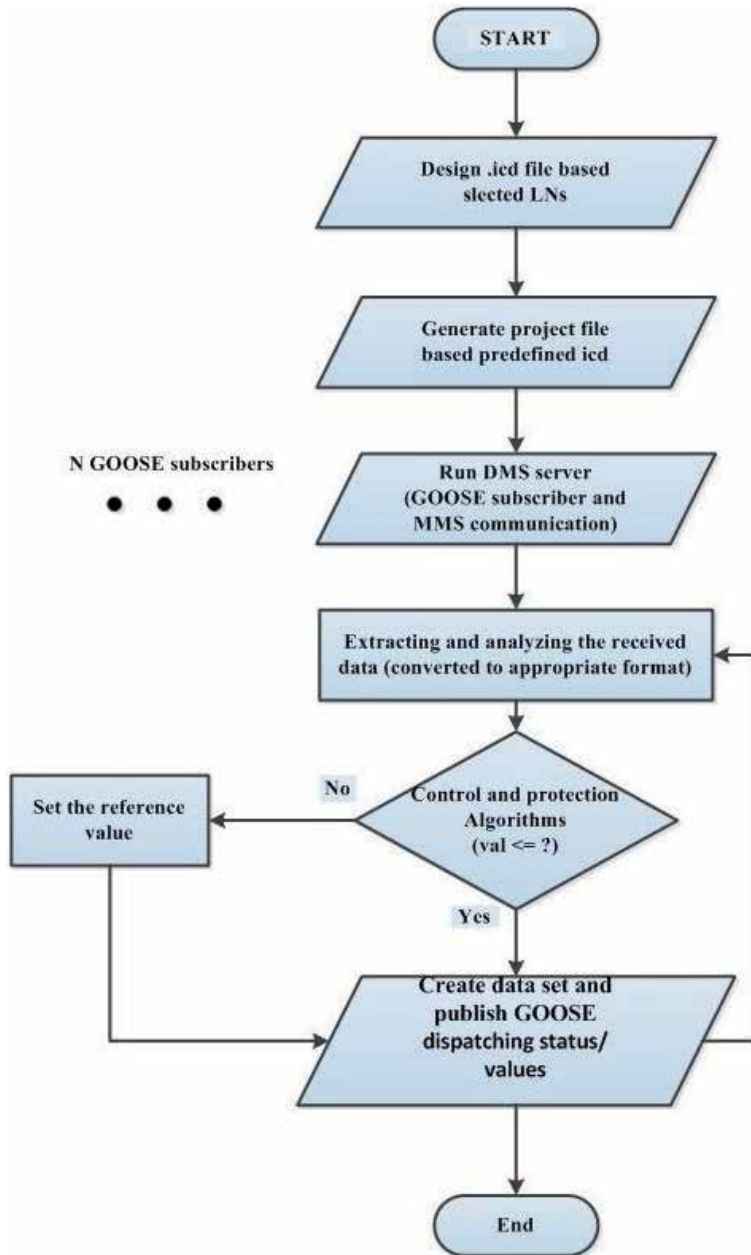 START
Design .icd file based
slected LNs
Generate project file
based predefined icd
N GOOSE subscribers
Run DMS server
(GOOSE subscriber and
MMS communication)
Extracting and analyzing the received
data (converted to appropriate format)
No
Set the reference
value
Control and protection
Algorithms
(val <= ?)
Yes
Create data set and
publish GOOSE
dispatching status/
values
End